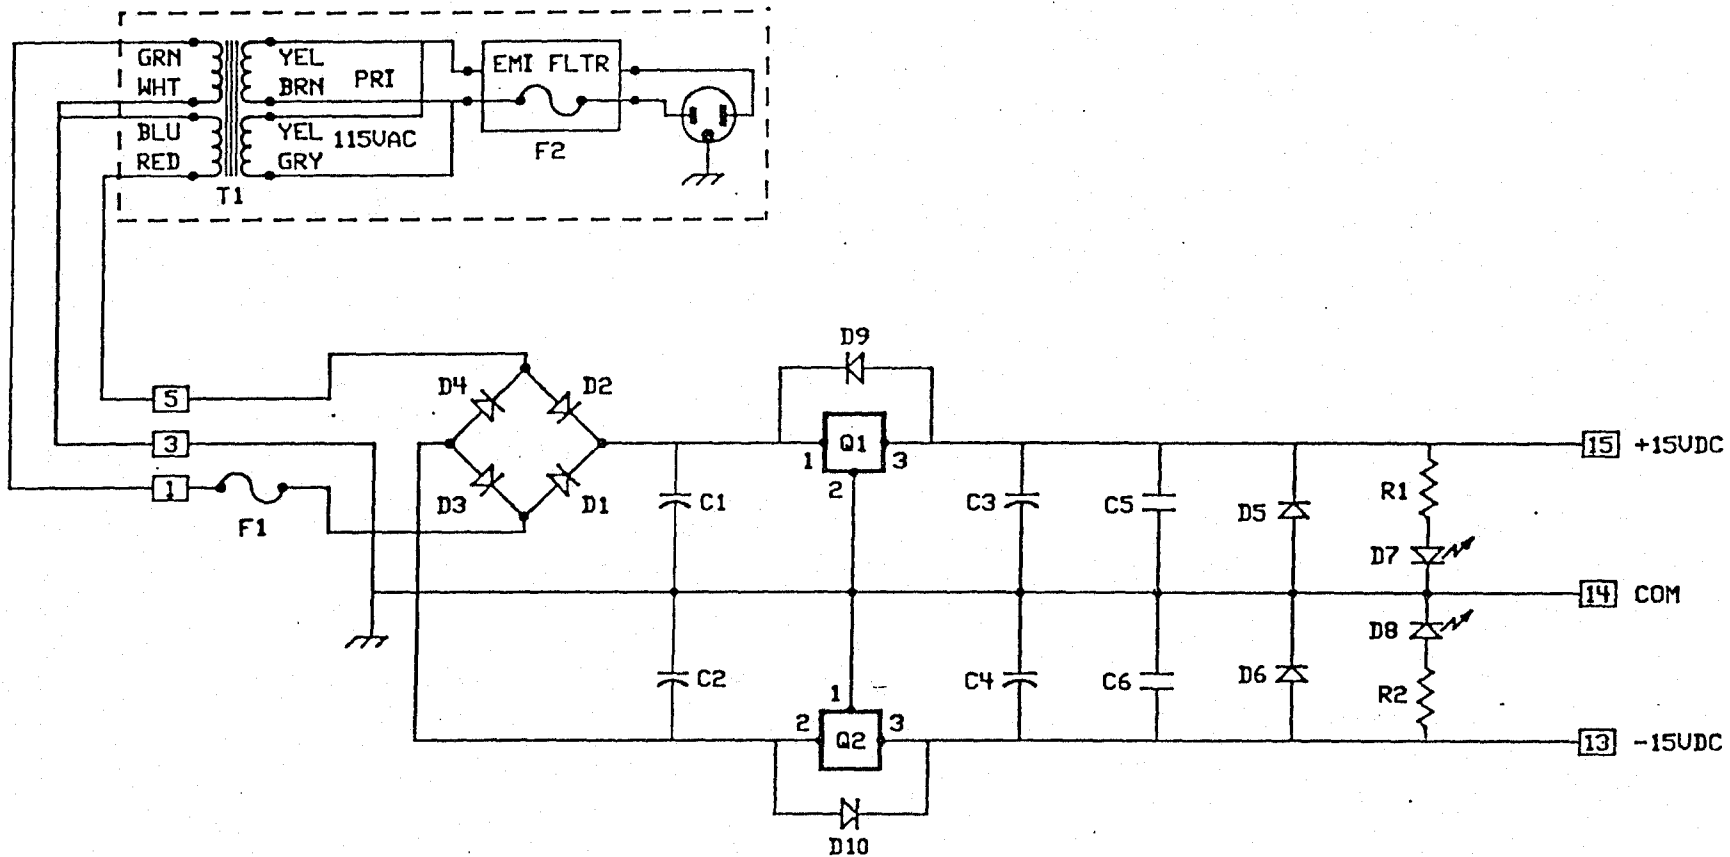 GRN
WHT
BLU
RED
T1
YEL
BRN
PRI
YEL
GRY
115VAC
EMI FLTR
F2
5
3
1
F1
D4
D2
D3
D1
D9
Q1
1
3
2
C1
C3
C5
D5
R1
D7
15 +15VDC
14 COM
D8
C2
C4
C6
D6
R2
1
2
3
Q2
D10
13 -15VDC